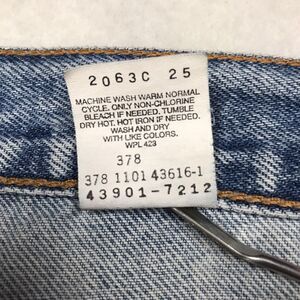 2063C 25
MACHINE WASH WARM NORMAL
CYCLE. ONLY NON-CHLORINE
BLEACH IF NEEDED. TUMBLE
DRY HOT. HOT IRON IF NEEDED.
WASH AND DRY
WITH LIKE COLORS.
WPL 423
378
378 1101 43616-1
43901-7212